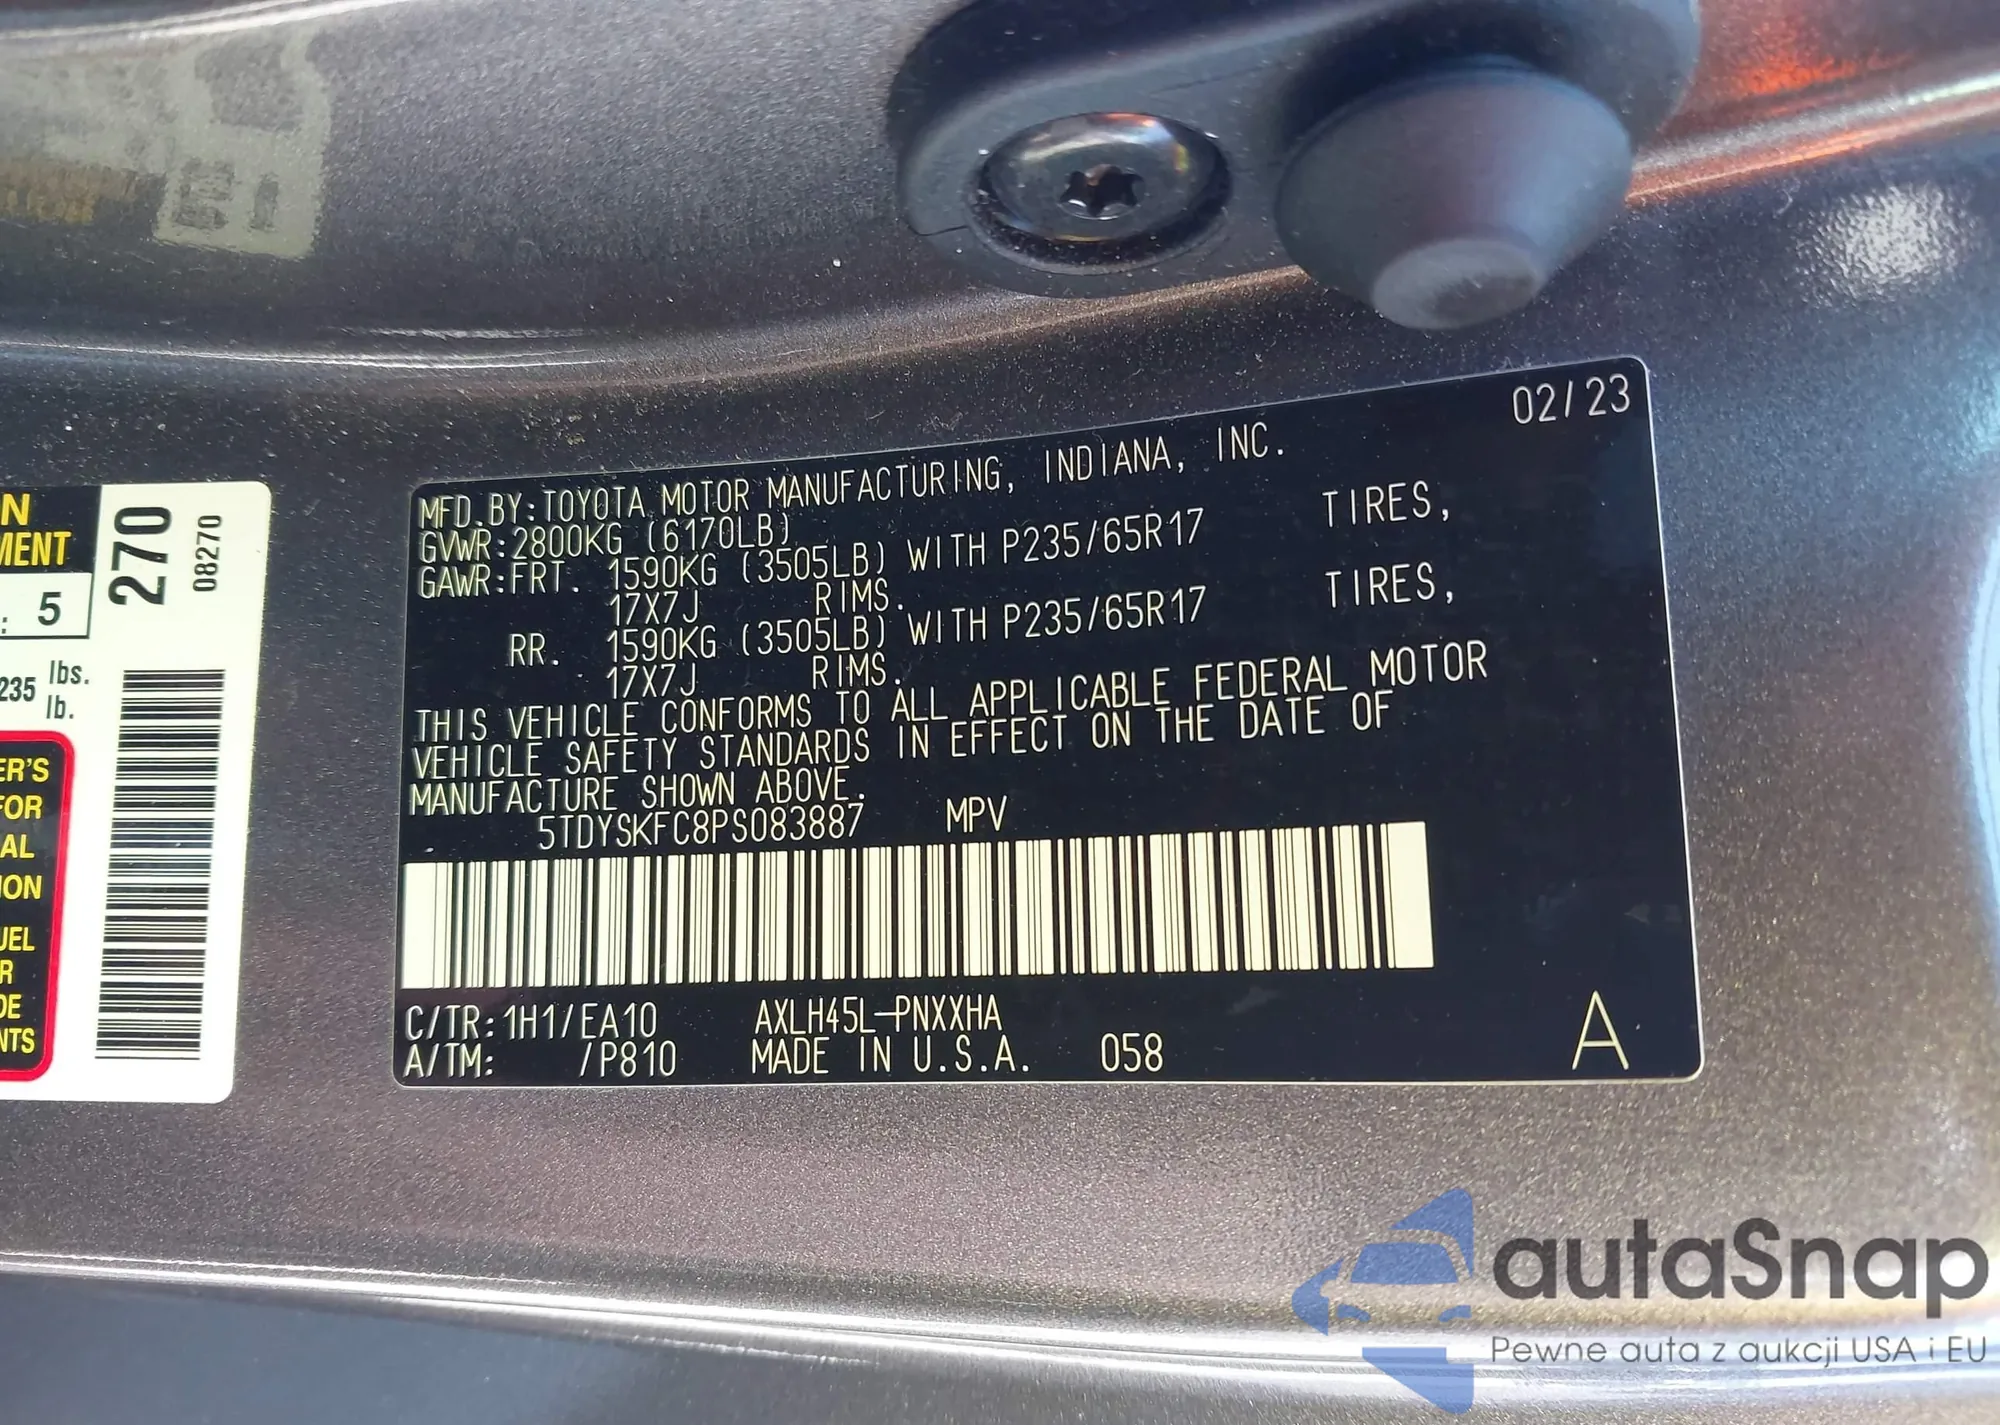 02/23
MFD.BY:TOYOTA MOTOR MANUFACTURING, INDIANA, INC.
GVWR:2800KG (6170LB)
GAWR:FRT. 1590KG (3505LB) WITH P235/65R17 TIRES,
17X7J RIMS.
RR. 1590KG (3505LB) WITH P235/65R17 TIRES,
17X7J RIMS.
THIS VEHICLE CONFORMS TO ALL APPLICABLE FEDERAL MOTOR
VEHICLE SAFETY STANDARDS IN EFFECT ON THE DATE OF
MANUFACTURE SHOWN ABOVE.
5TDYSKFC8PS083887 MPV
C/TR:1H1/EA10 AXLH45L-PNXXHA
A/TM: /P810 MADE IN U.S.A. 058
A
270
08270
: 5
235 lbs.
lb.
autaSnap
Pewne auta z aukcji USA i EU